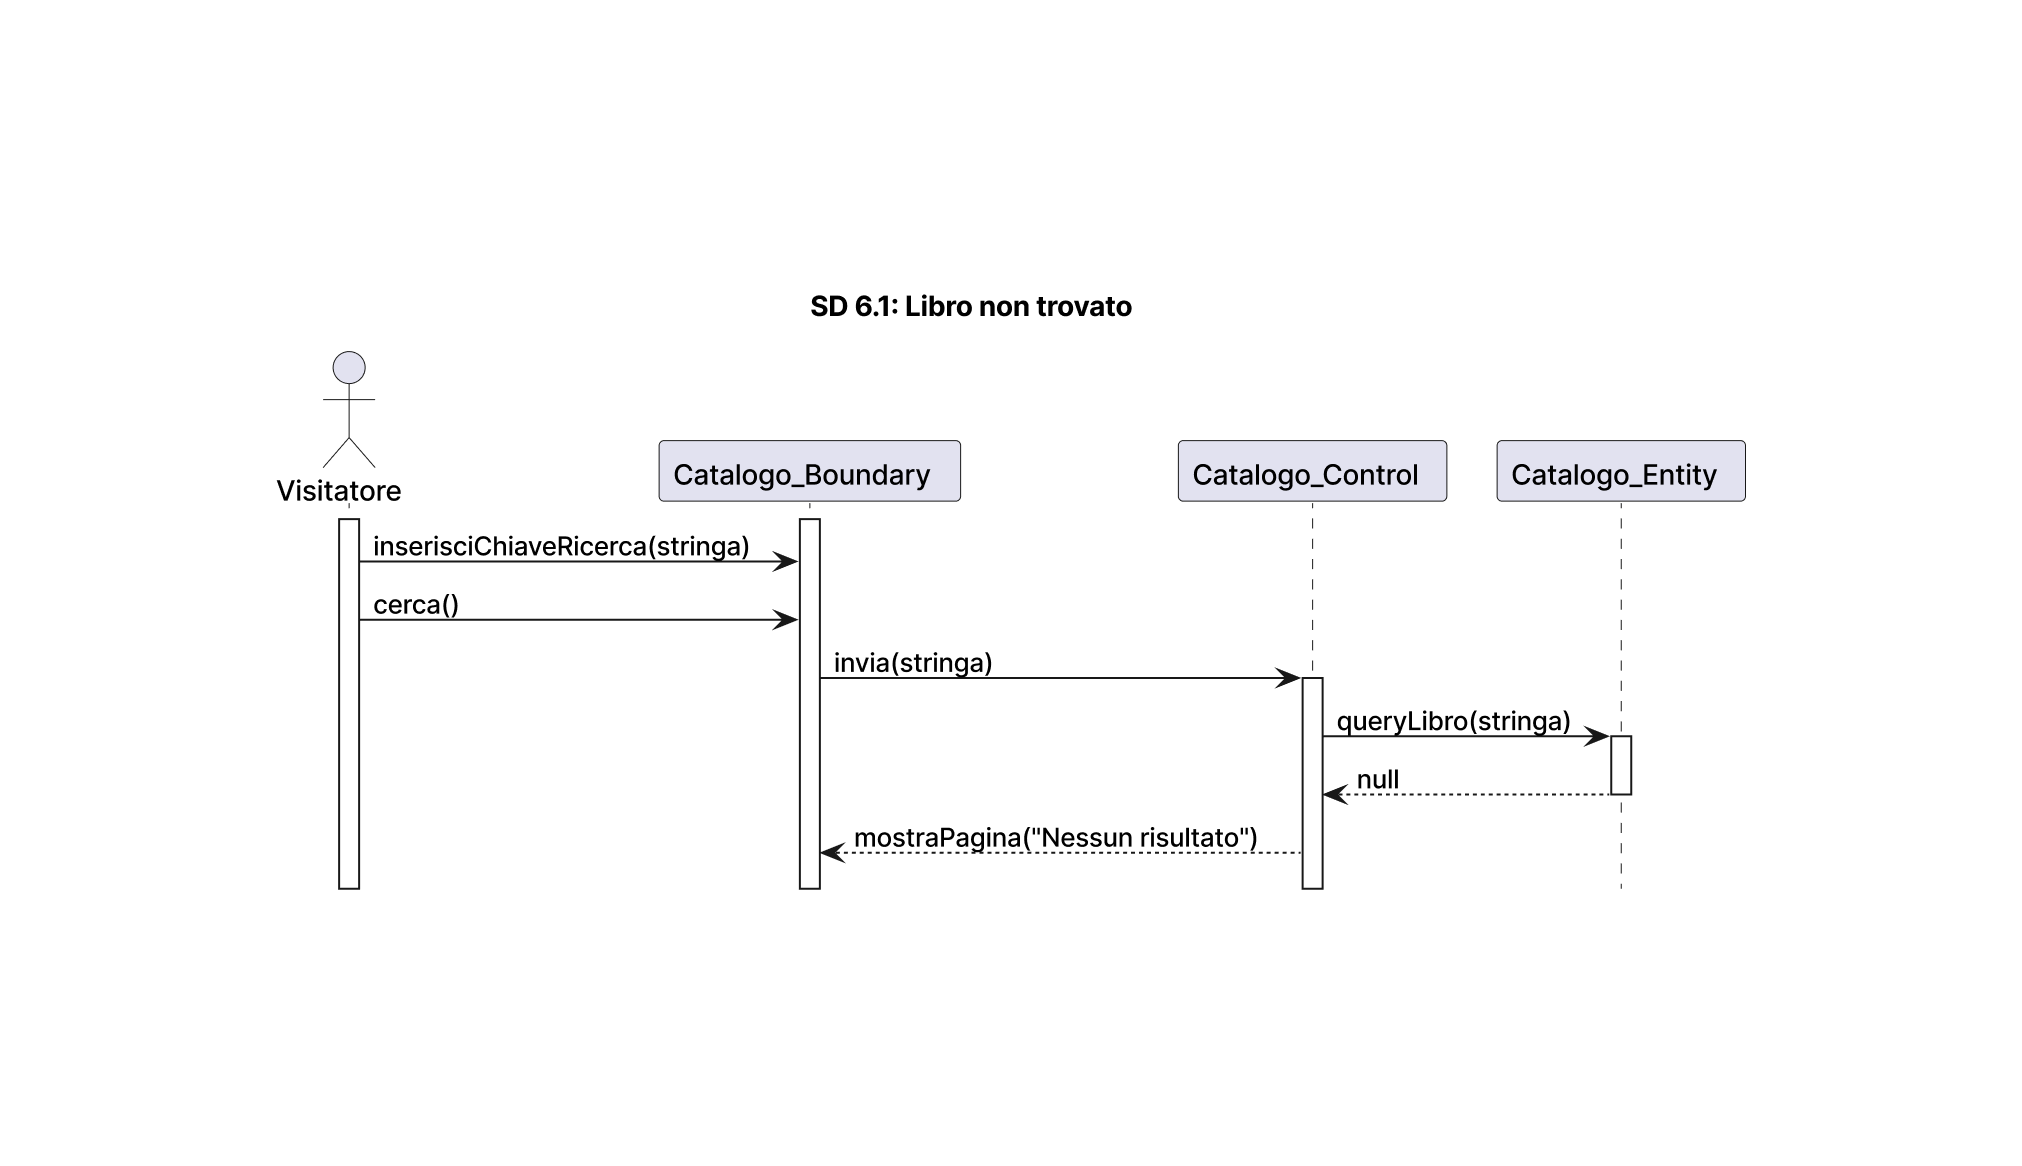 SD 6.1: Libro non trovato
Visitatore
Catalogo_Boundary
Catalogo_Control
Catalogo_Entity
inserisciChiaveRicerca(stringa)
cerca()
invia(stringa)
queryLibro(stringa)
null
mostraPagina("Nessun risultato")